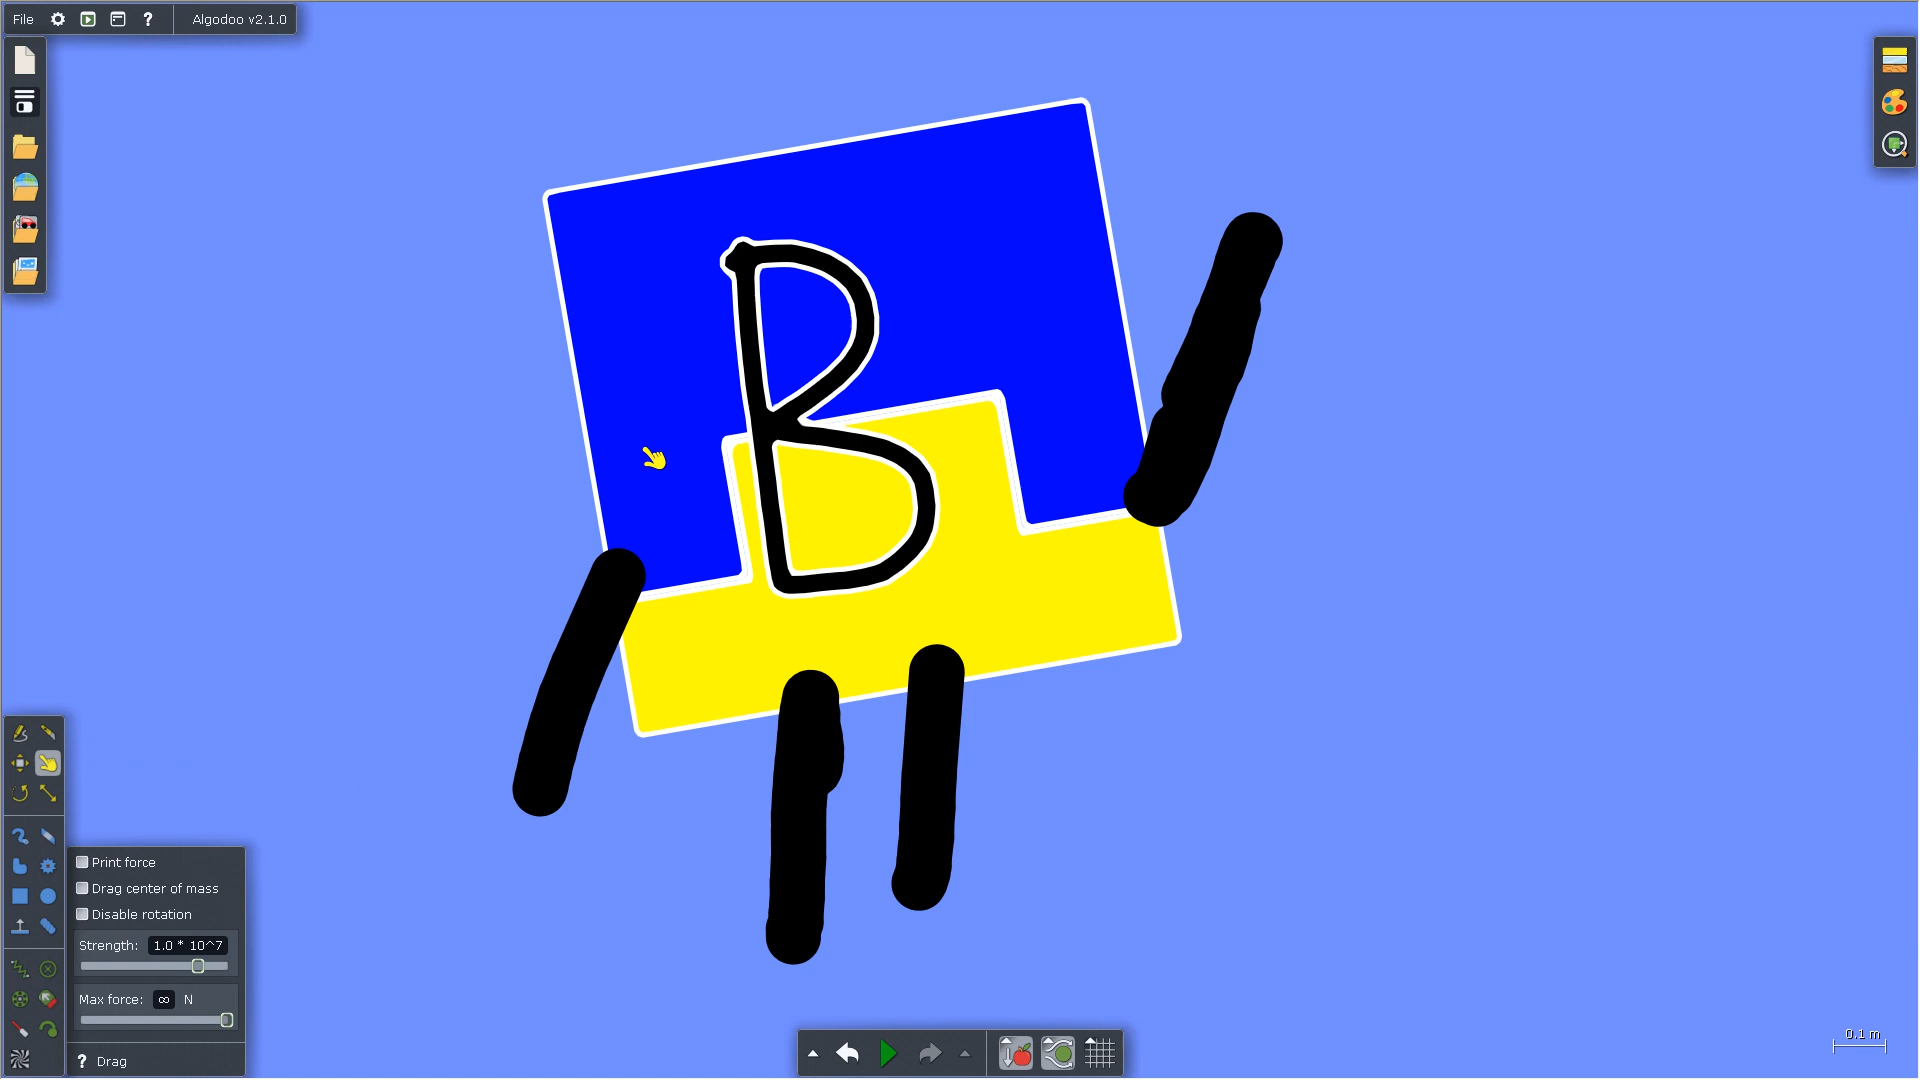 File ? Algodoo v2.1.0
B
Print force
Drag center of mass
Disable rotation
Strength: 1.0 * 10^7
Max force: ∞ N
? Drag
0.1 m